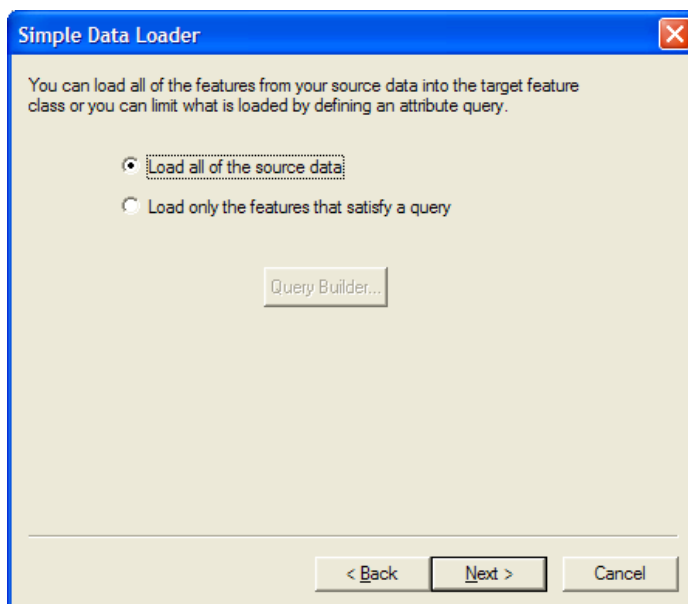 Simple Data Loader
You can load all of the features from your source data into the target feature
class or you can limit what is loaded by defining an attribute query.
Load all of the source data
Load only the features that satisfy a query
Query Builder...
< Back
Next >
Cancel